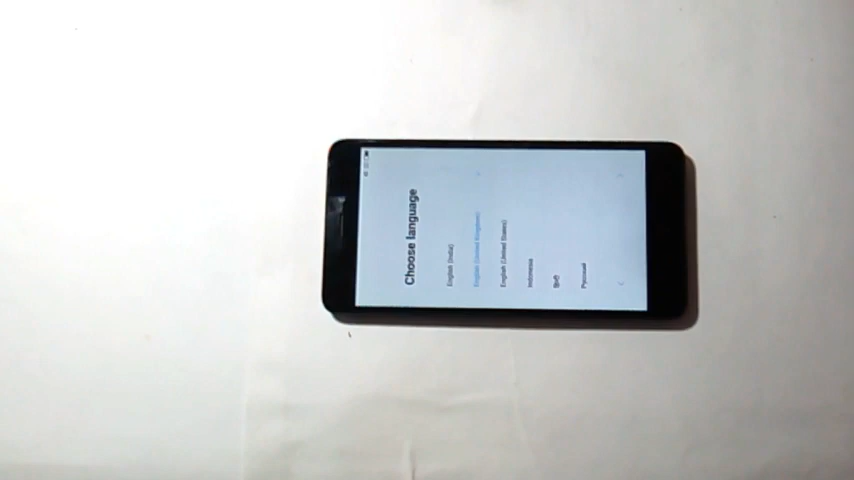 Choose language
English (India)
English (United Kingdom)
English (United States)
Indonesia
हिन्दी
Русский